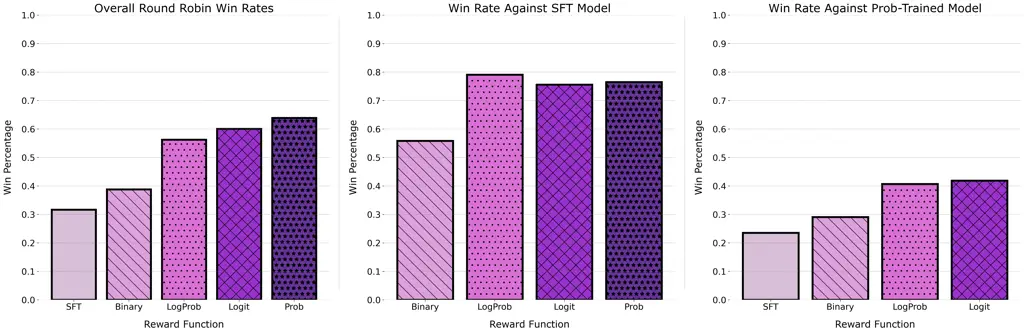 Overall Round Robin Win Rates
Win Percentage
1.0
0.9
0.8
0.7
0.6
0.5
0.4
0.3
0.2
0.1
0.0
SFT Binary LogProb Logit Prob
Reward Function
Win Rate Against SFT Model
Win Percentage
1.0
0.9
0.8
0.7
0.6
0.5
0.4
0.3
0.2
0.1
0.0
Binary LogProb Logit Prob
Reward Function
Win Rate Against Prob-Trained Model
Win Percentage
1.0
0.9
0.8
0.7
0.6
0.5
0.4
0.3
0.2
0.1
0.0
SFT Binary LogProb Logit
Reward Function